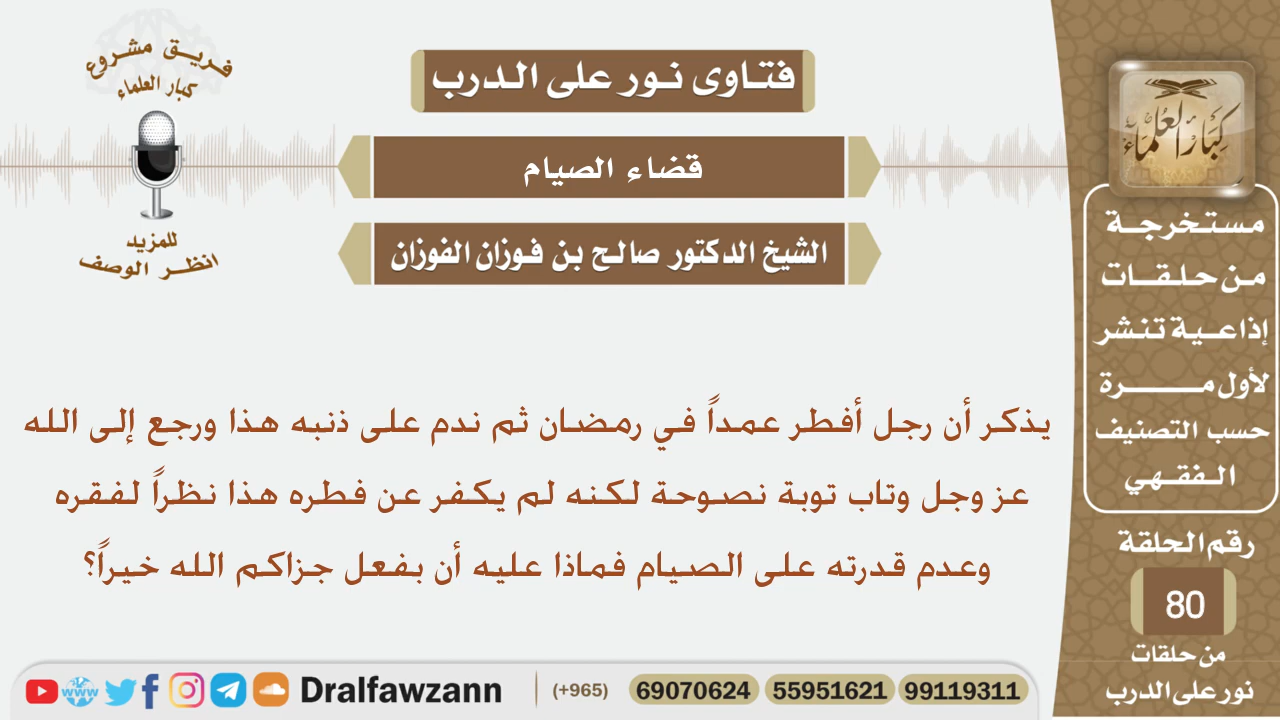 فتاوى نور على الدرب
قضاء الصيام
الشيخ الدكتور صالح بن فوزان الفوزان
يذكر أن رجل أفطر عمداً في رمضان ثم ندم على ذنبه هذا ورجع إلى الله
عز وجل وتاب توبة نصوحة لكنه لم يكفر عن فطره هذا نظراً لفقره
وعدم قدرته على الصيام فماذا عليه أن بفعل جزاكم الله خيراً؟
فريق مشروع
كبار العلماء
للمزيد
انظر الوصف
كبار العلماء
مستخرجة
من حلقات
إذاعية تنشر
لأول مرة
حسب التصنيف
الفقهي
رقم الحلقة
80
من حلقات
نور على الدرب
www
Dralfawzann
(+965)
69070624
55951621
99119311